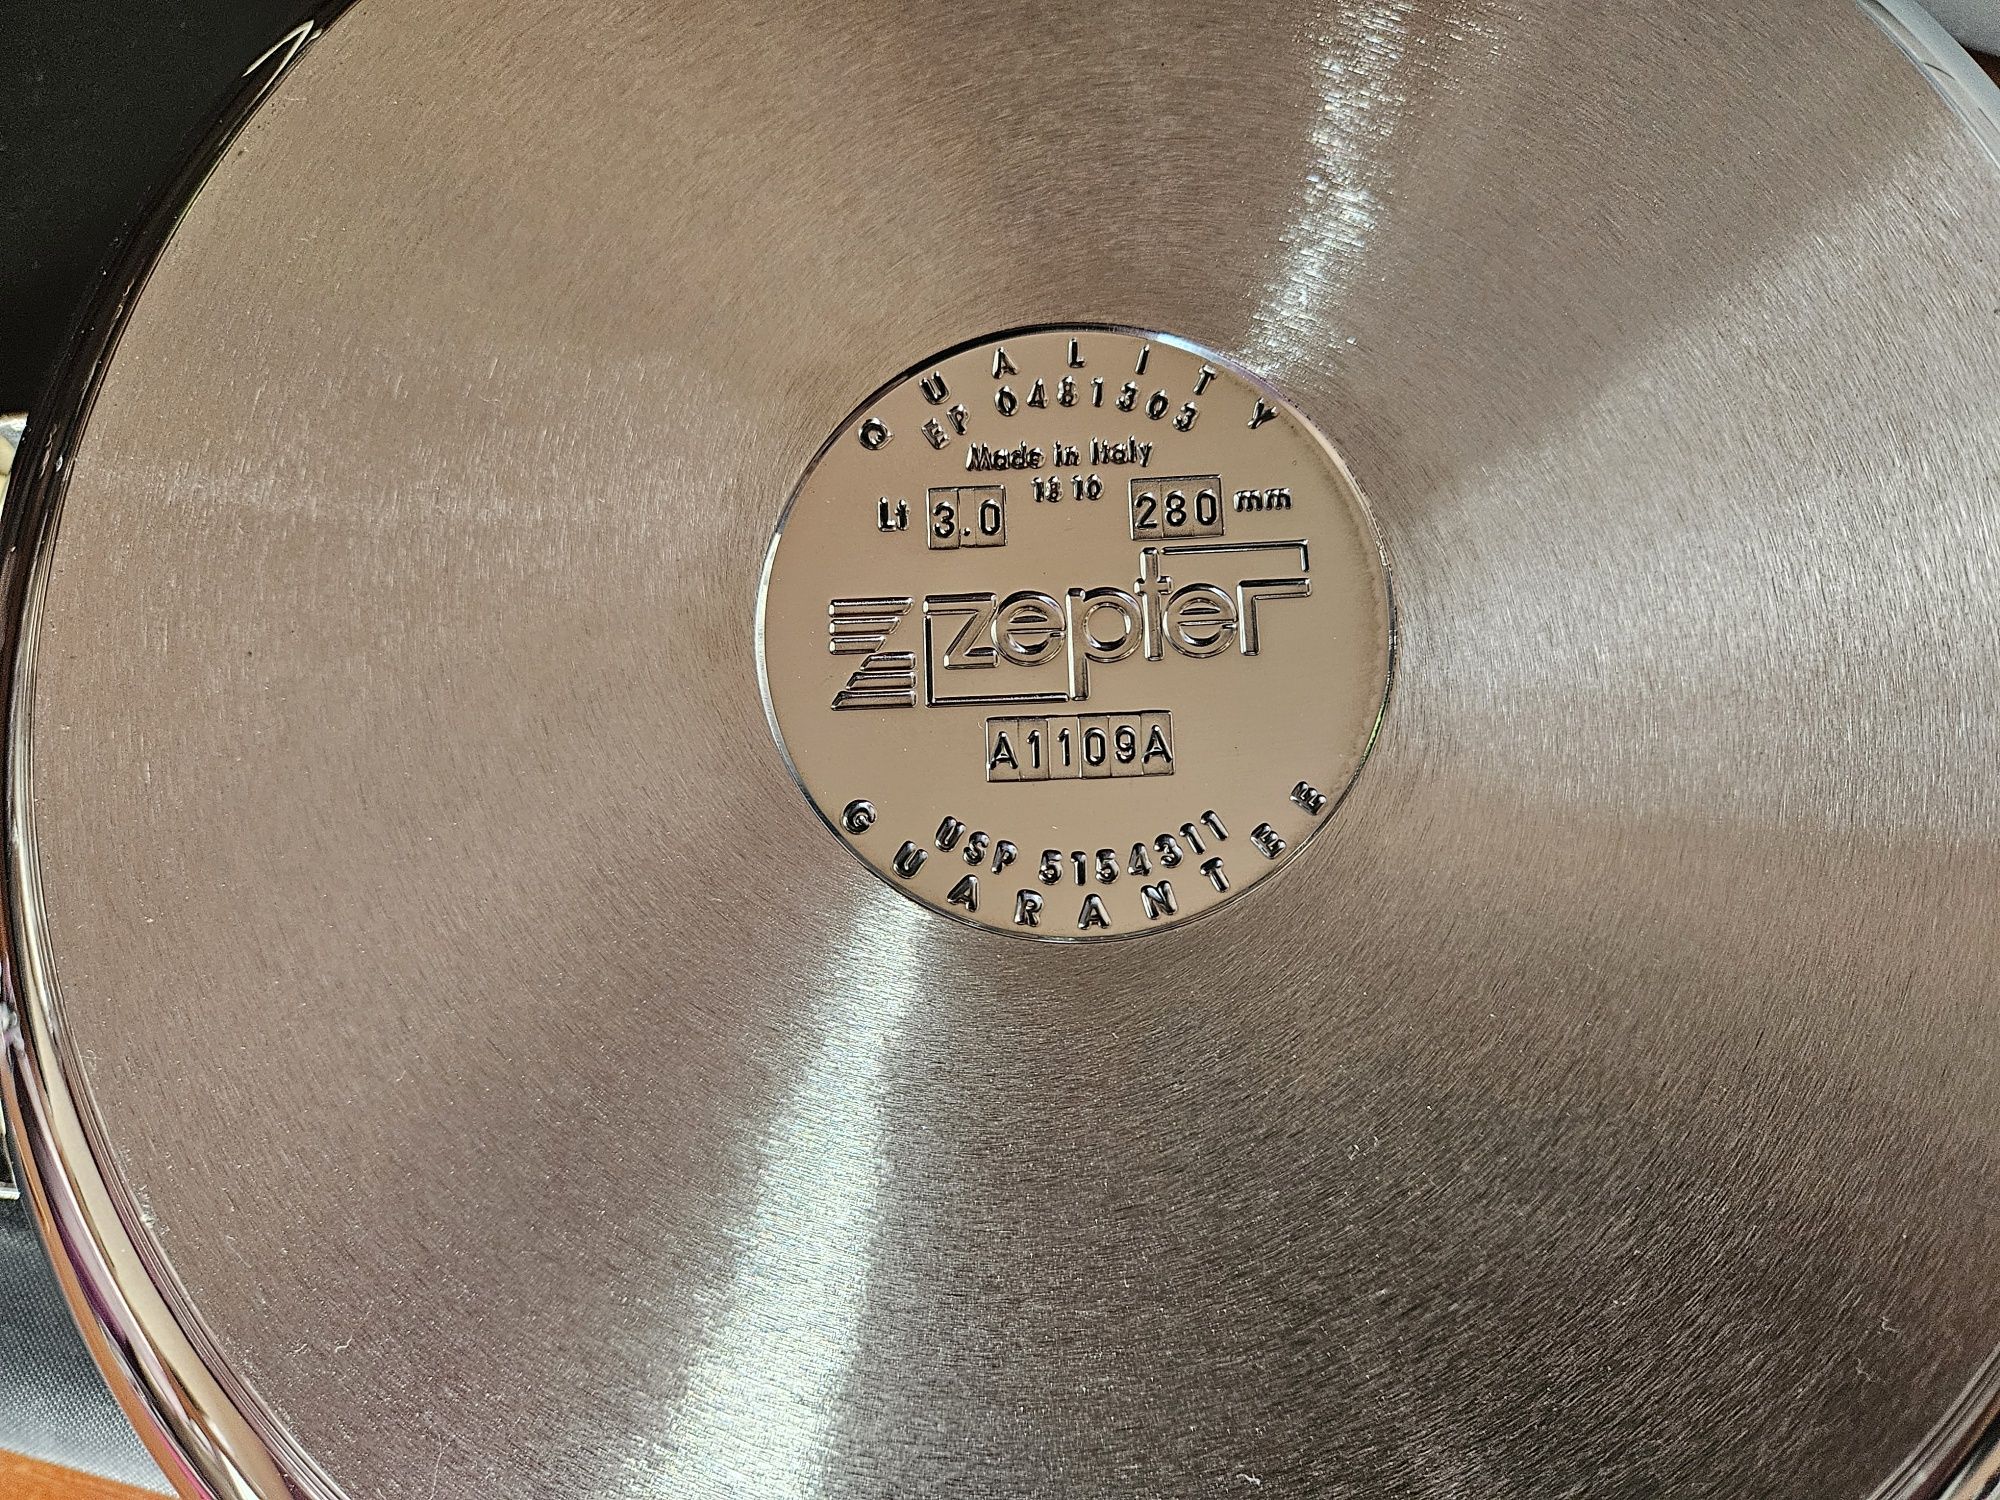 QUALITY
EP 0481303
Made in Italy
18 10
Lt 3.0 280 mm
zepter
A1109A
USP 5154311
GUARANTEE